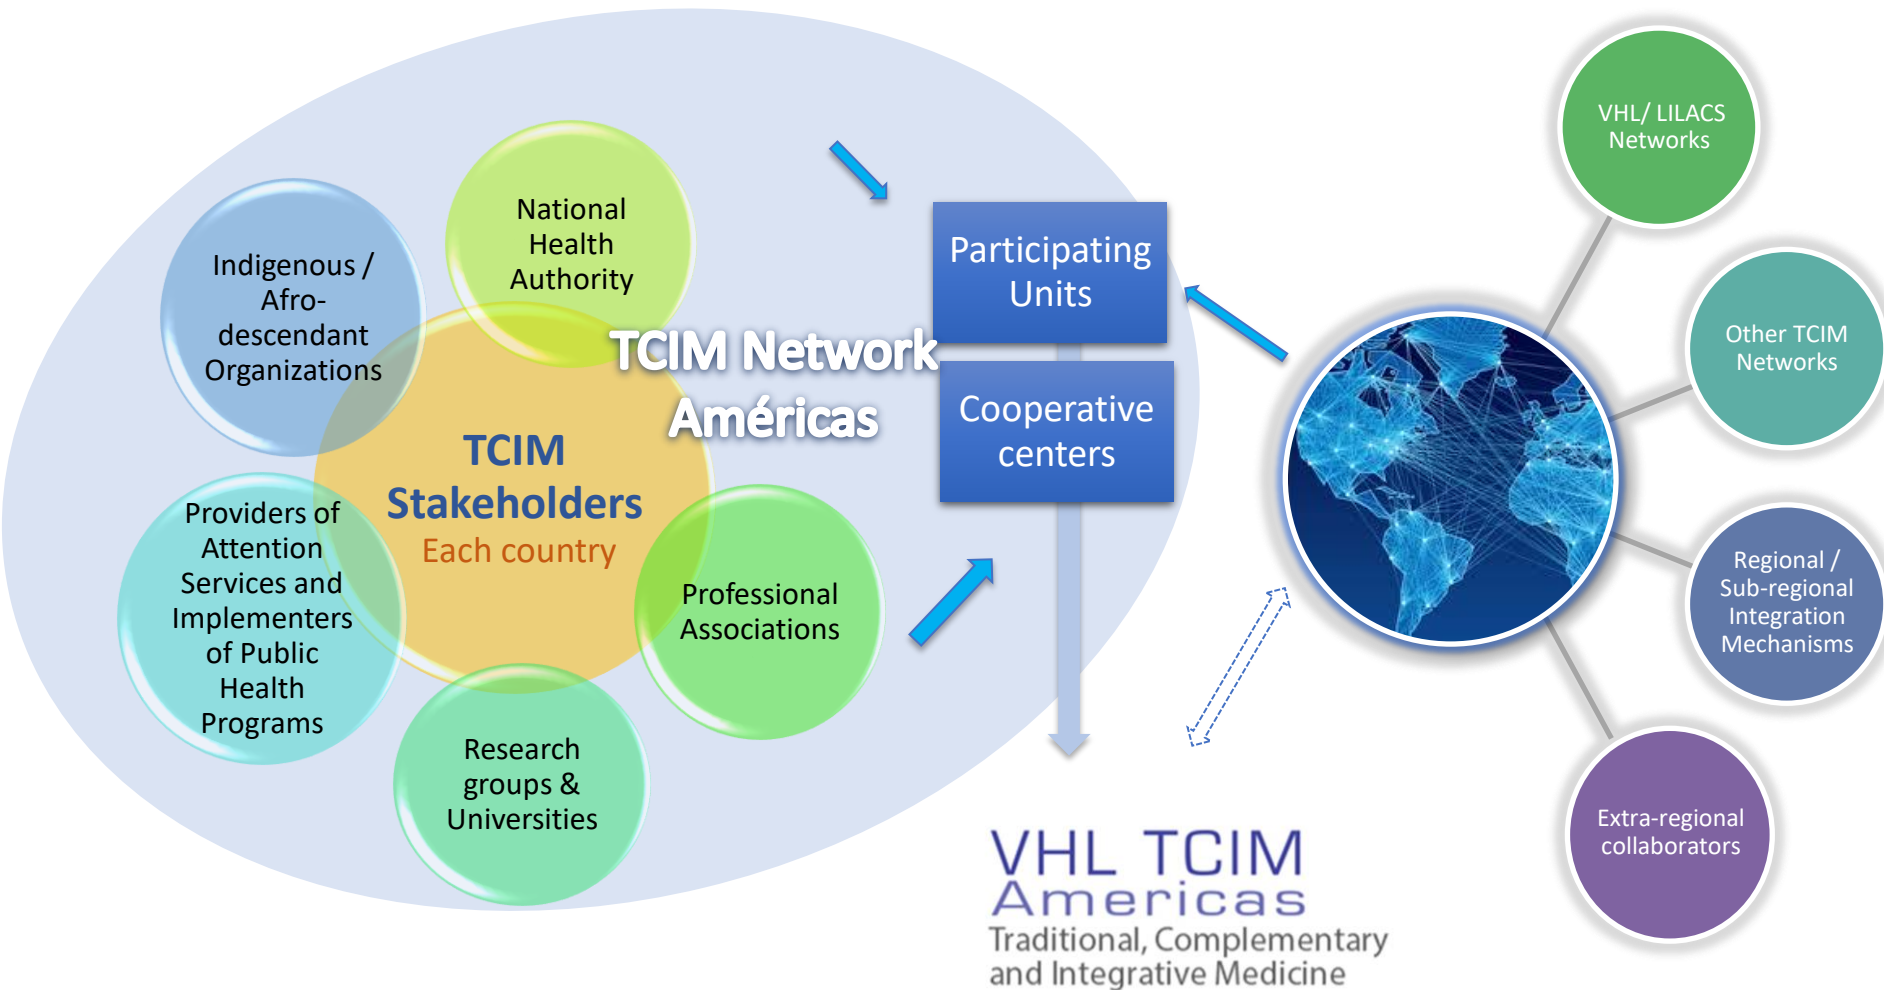 National
Health
Authority
Indigenous /
Afro-
descendant
Organizations
TCIM
Stakeholders
Each country
Providers of
Attention
Services and
Implementers
of Public
Health
Programs
Professional
Associations
Research
groups &
Universities
TCIM Network
Américas
Participating
Units
Cooperative
centers
VHL TCIM
Americas
Traditional, Complementary
and Integrative Medicine
VHL/ LILACS
Networks
Other TCIM
Networks
Regional /
Sub-regional
Integration
Mechanisms
Extra-regional
collaborators